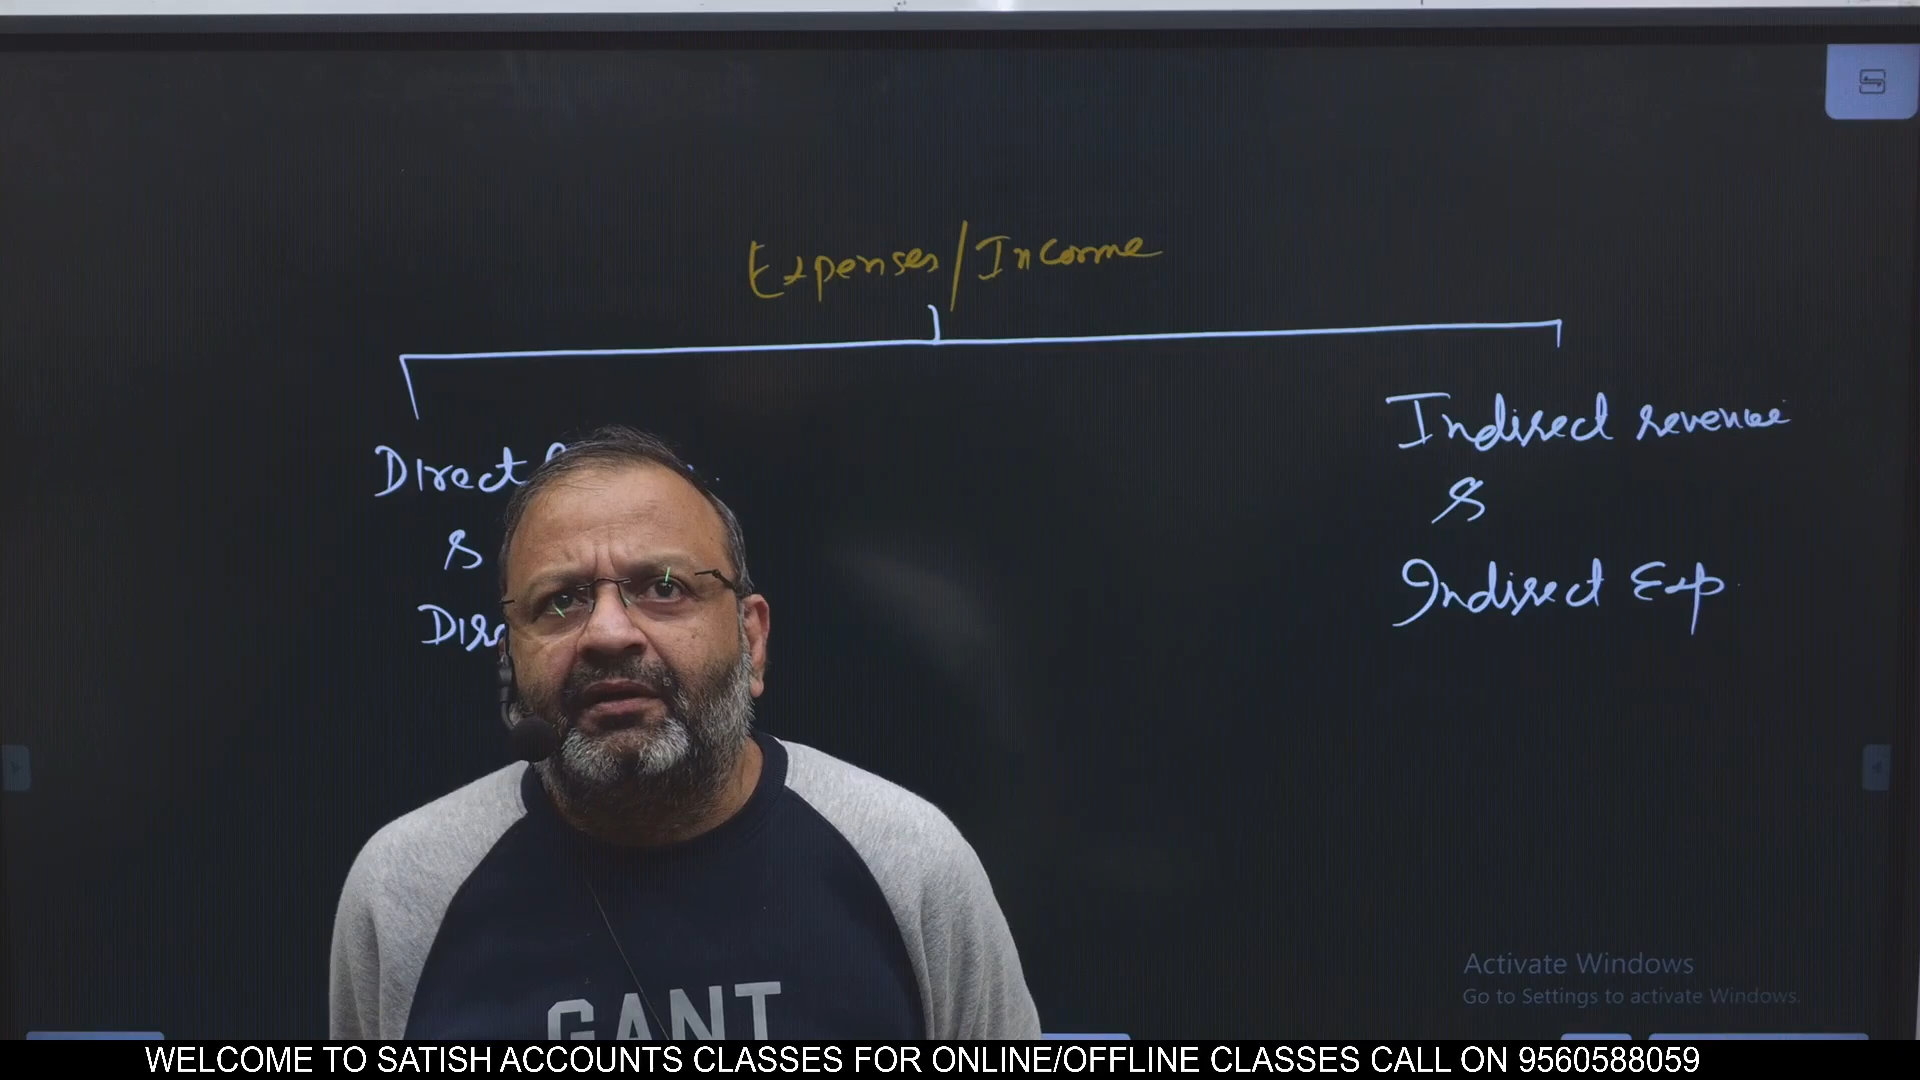 Expenses/Income
Direct
&
Indirect revenue
&
Indirect Exp.
GANT
Activate Windows
Go to Settings to activate Windows.
WELCOME TO SATISH ACCOUNTS CLASSES FOR ONLINE/OFFLINE CLASSES CALL ON 9560588059